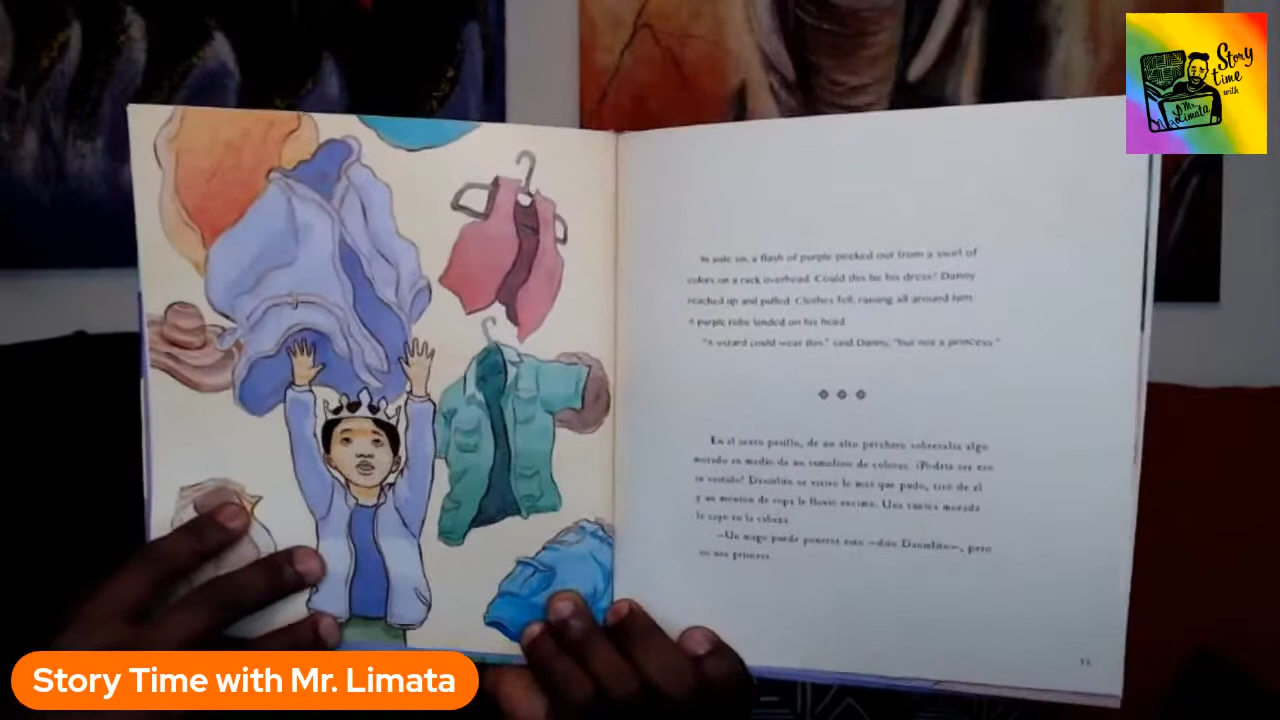 In aisle six, a flash of purple peeked out from a swirl of
colors on a rack overhead. Could this be his dress? Danny
reached up and pulled. Clothes fell, raining all around him.
A purple robe landed on his head.
"A wizard could wear this," said Danny, "but not a princess."
En el sexto pasillo, de un alto perchero sobresalía algo
morado en medio de un remolino de colores. ¿Podría ser ese
su vestido? Danielito se estiró lo más que pudo, tiró de él
y un montón de ropa le llovió encima. Una túnica morada
le cayó en la cabeza.
—Un mago puede ponerse esto —dijo Danielito—, pero
no una princesa.
Story
time
with
Mr.
Limata
Story Time with Mr. Limata